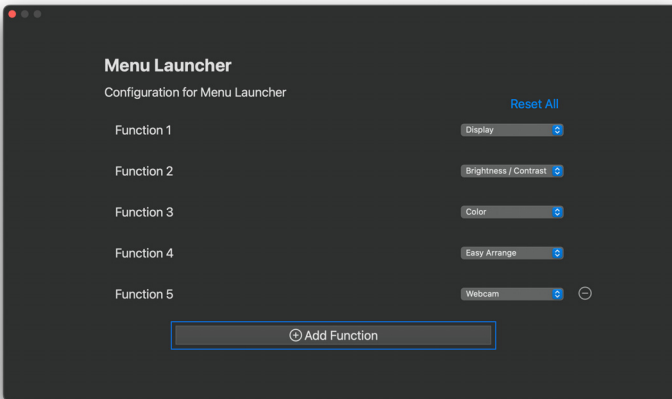 Menu Launcher
Configuration for Menu Launcher
Reset All
Function 1 Display
Function 2 Brightness / Contrast
Function 3 Color
Function 4 Easy Arrange
Function 5 Webcam
Add Function